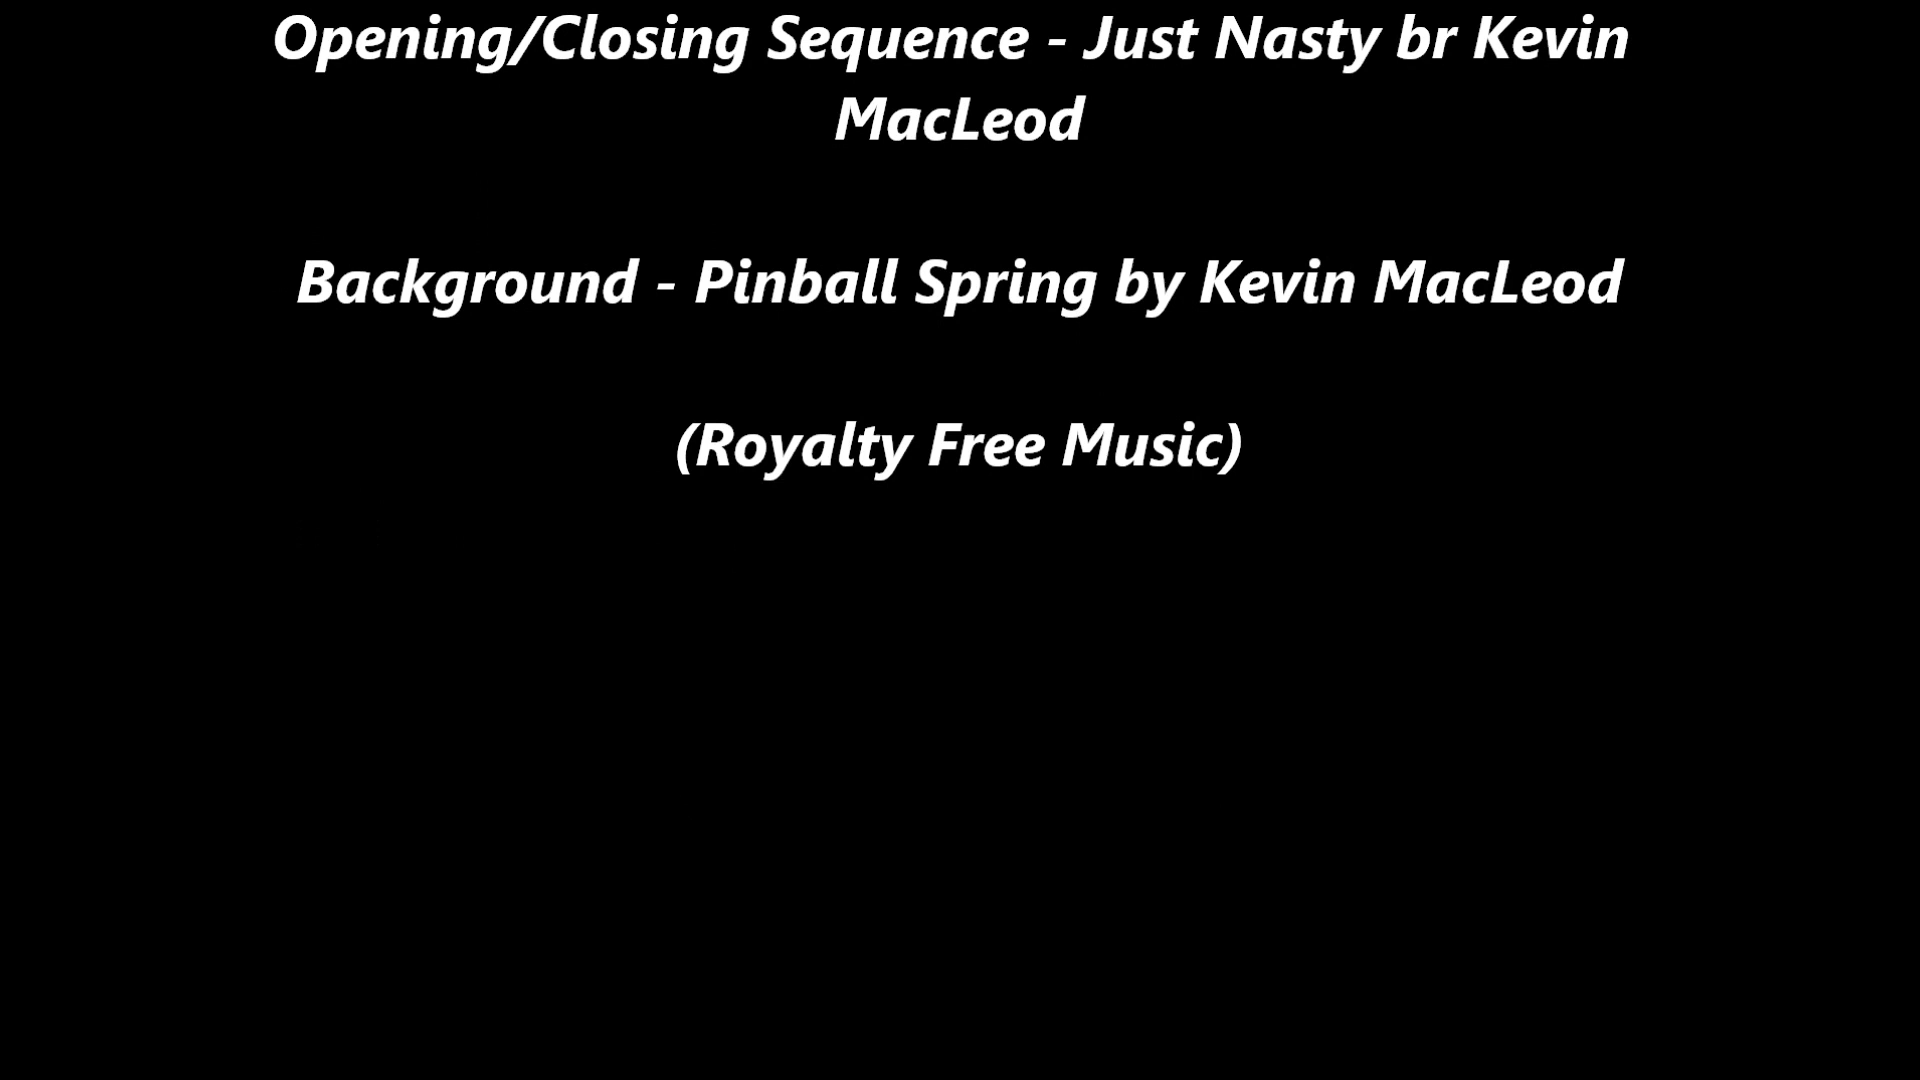 Opening/Closing Sequence - Just Nasty br Kevin
MacLeod
Background - Pinball Spring by Kevin MacLeod
(Royalty Free Music)